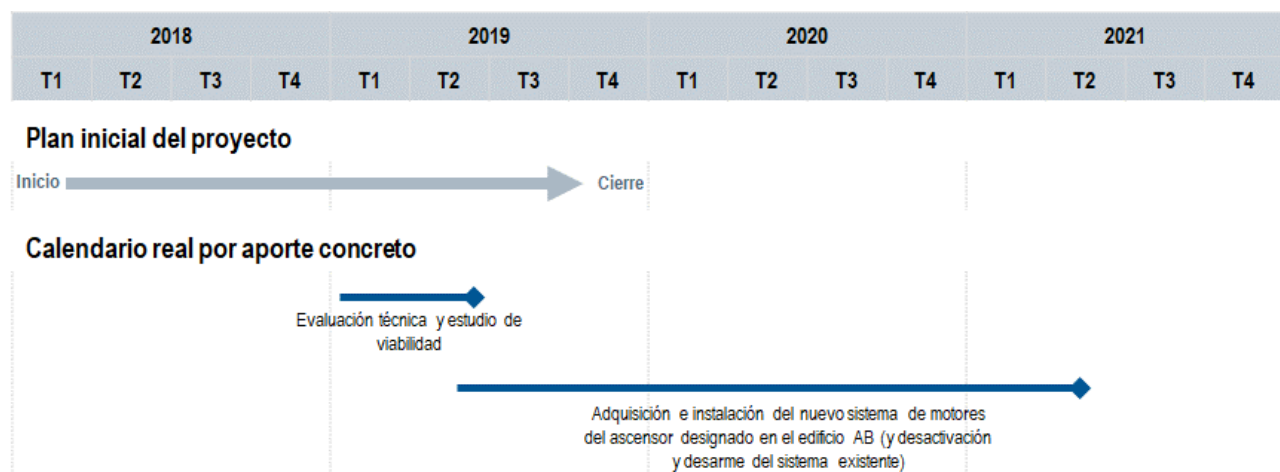 2018 2019 2020 2021
T1 T2 T3 T4 T1 T2 T3 T4 T1 T2 T3 T4 T1 T2 T3 T4
Plan inicial del proyecto
Inicio Cierre
Calendario real por aporte concreto
Evaluación técnica y estudio de
viabilidad
Adquisición e instalación del nuevo sistema de motores
del ascensor designado en el edificio AB (y desactivación
y desarme del sistema existente)